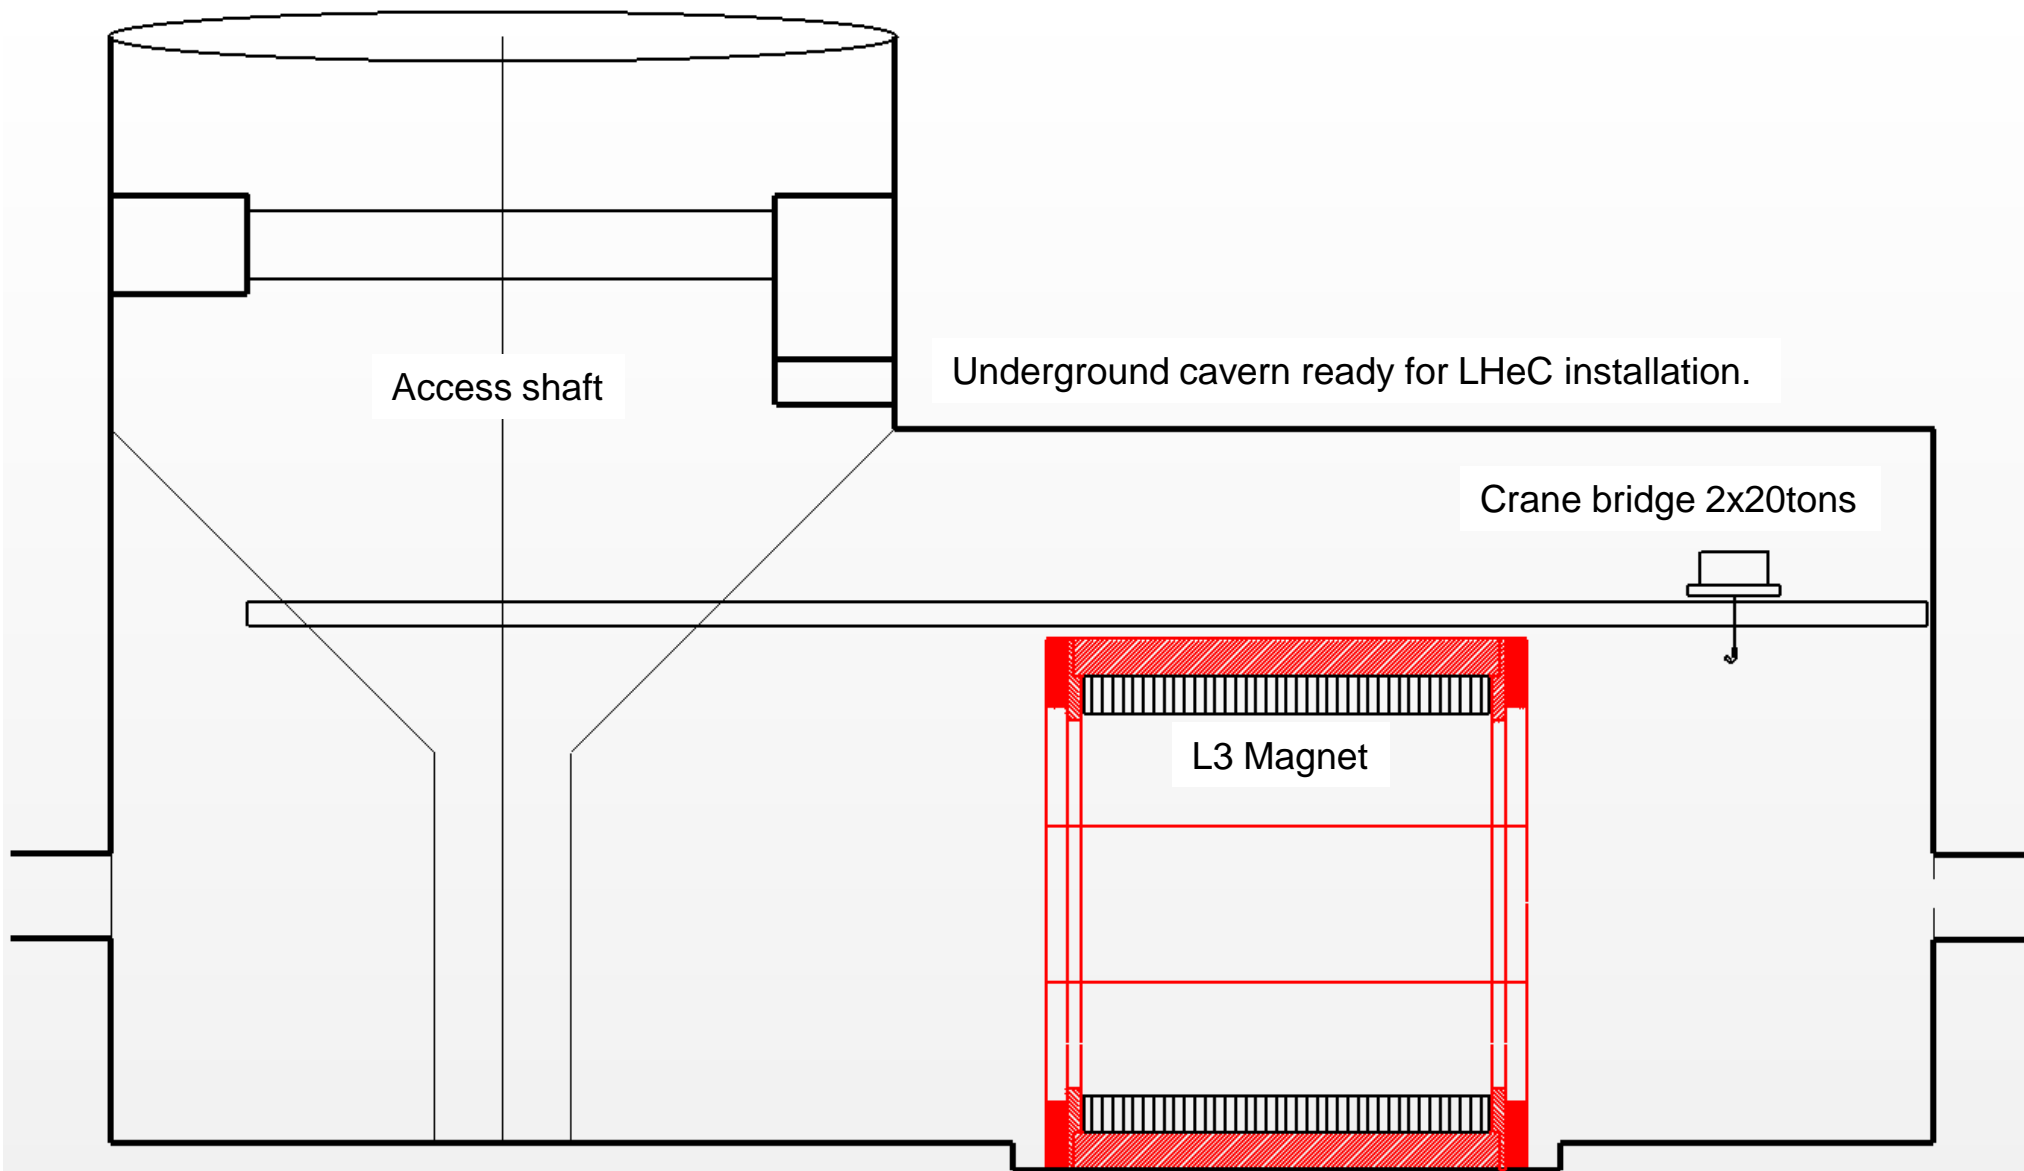 Access shaft
Underground cavern ready for LHeC installation.
Crane bridge 2x20tons
L3 Magnet